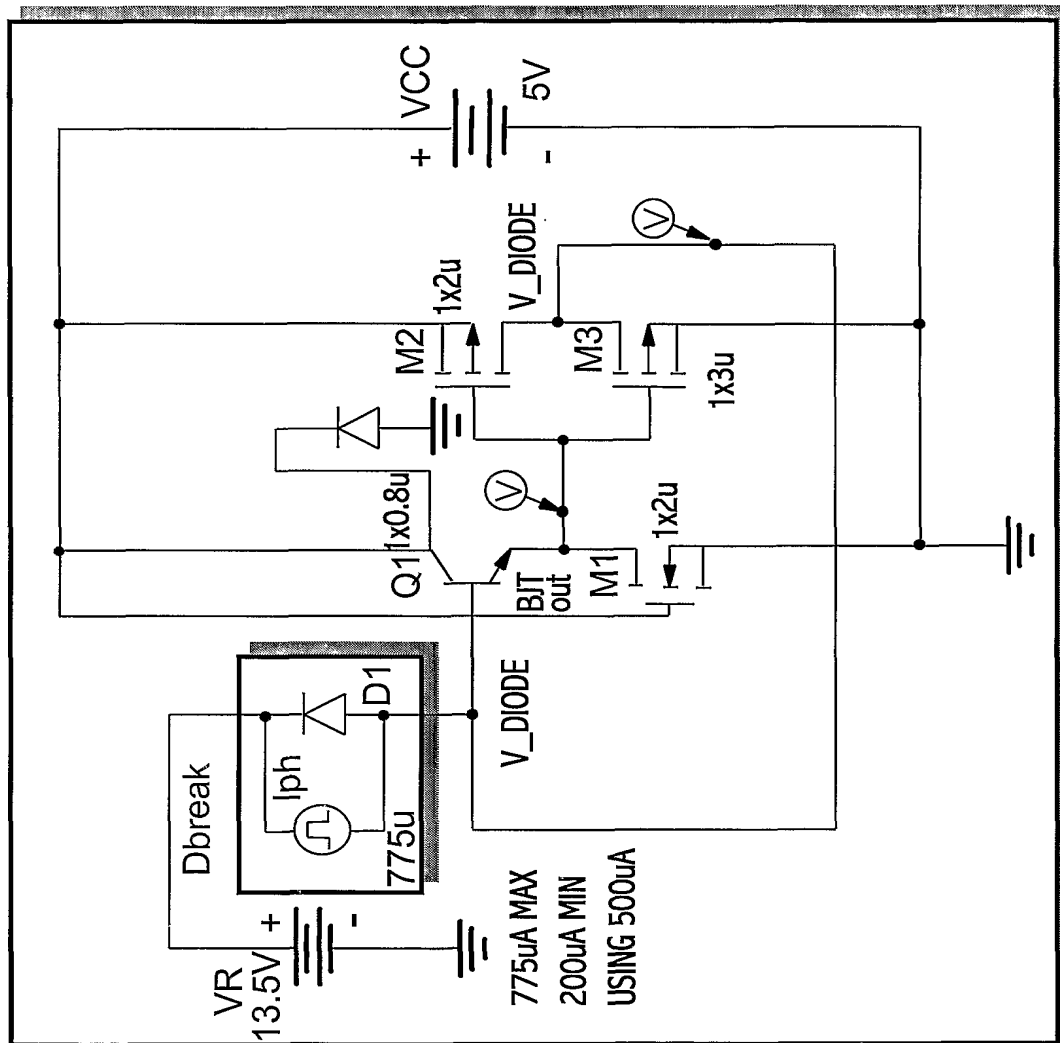 VCC
+
-
5V
M2
1x2u
V_DIODE
V
M3
1x3u
Q1
1x0.8u
V
BJT
out
M1
1x2u
Dbreak
Iph
D1
775u
V_DIODE
VR
13.5V
+
-
775uA MAX
200uA MIN
USING 500uA